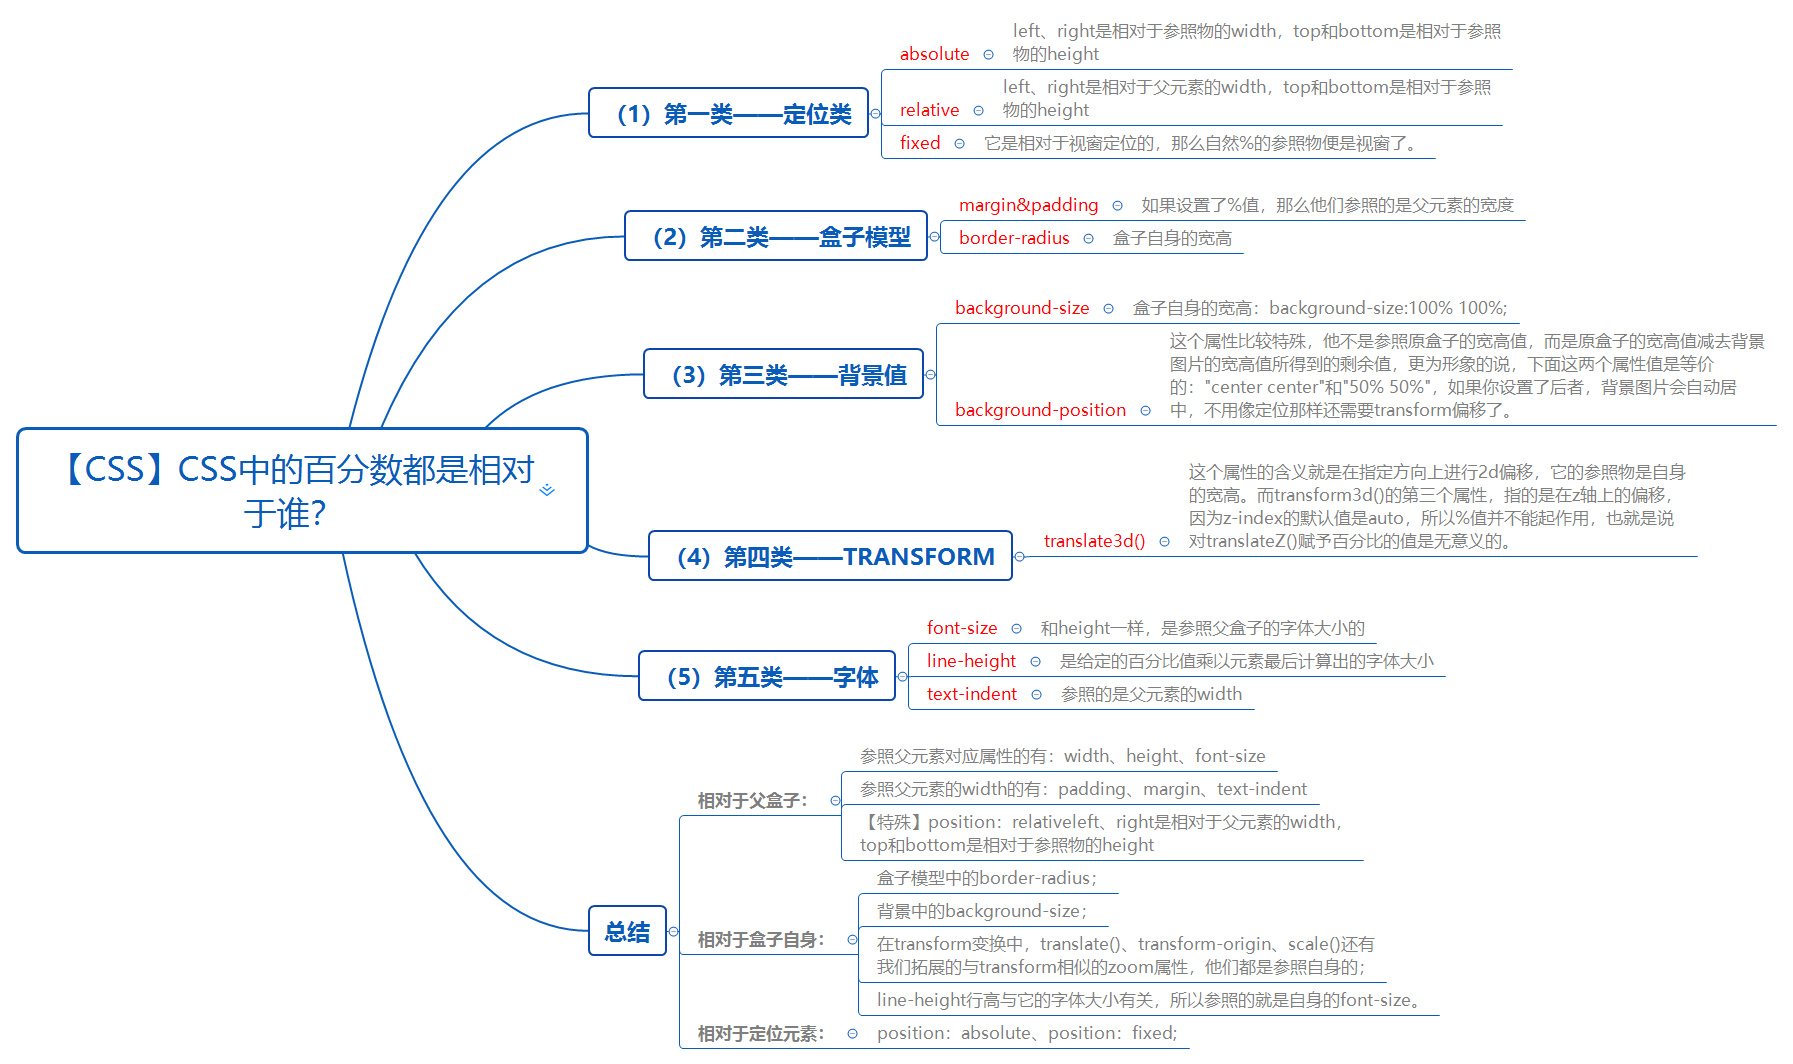 【CSS】CSS中的百分数都是相对
于谁？
（1）第一类——定位类
absolute
left、right是相对于参照物的width，top和bottom是相对于参照
物的height
relative
left、right是相对于父元素的width，top和bottom是相对于参照
物的height
fixed
它是相对于视窗定位的，那么自然%的参照物便是视窗了。
（2）第二类——盒子模型
margin&padding
如果设置了%值，那么他们参照的是父元素的宽度
border-radius
盒子自身的宽高
（3）第三类——背景值
background-size
盒子自身的宽高：background-size:100% 100%;
background-position
这个属性比较特殊，他不是参照原盒子的宽高值，而是原盒子的宽高值减去背景
图片的宽高值所得到的剩余值，更为形象的说，下面这两个属性值是等价
的："center center"和"50% 50%"，如果你设置了后者，背景图片会自动居
中，不用像定位那样还需要transform偏移了。
（4）第四类——TRANSFORM
translate3d()
这个属性的含义就是在指定方向上进行2d偏移，它的参照物是自身
的宽高。而transform3d()的第三个属性，指的是在z轴上的偏移，
因为z-index的默认值是auto，所以%值并不能起作用，也就是说
对translateZ()赋予百分比的值是无意义的。
（5）第五类——字体
font-size
和height一样，是参照父盒子的字体大小的
line-height
是给定的百分比值乘以元素最后计算出的字体大小
text-indent
参照的是父元素的width
总结
相对于父盒子：
参照父元素对应属性的有：width、height、font-size
参照父元素的width的有：padding、margin、text-indent
【特殊】position：relativeleft、right是相对于父元素的width，
top和bottom是相对于参照物的height
相对于盒子自身：
盒子模型中的border-radius；
背景中的background-size；
在transform变换中，translate()、transform-origin、scale()还有
我们拓展的与transform相似的zoom属性，他们都是参照自身的；
line-height行高与它的字体大小有关，所以参照的就是自身的font-size。
相对于定位元素：
position：absolute、position：fixed;